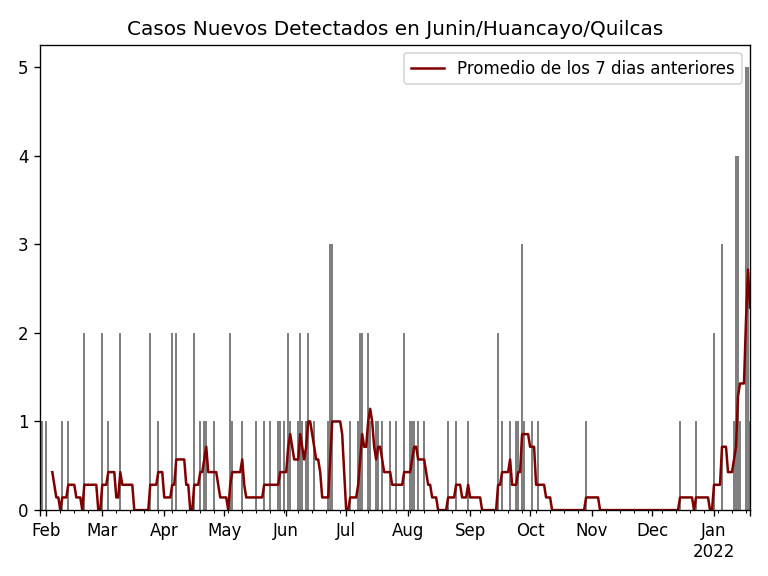 Casos Nuevos Detectados en Junin/Huancayo/Quilcas
Promedio de los 7 dias anteriores
5
4
3
2
1
0
Feb Mar Apr May Jun Jul Aug Sep Oct Nov Dec Jan
2022